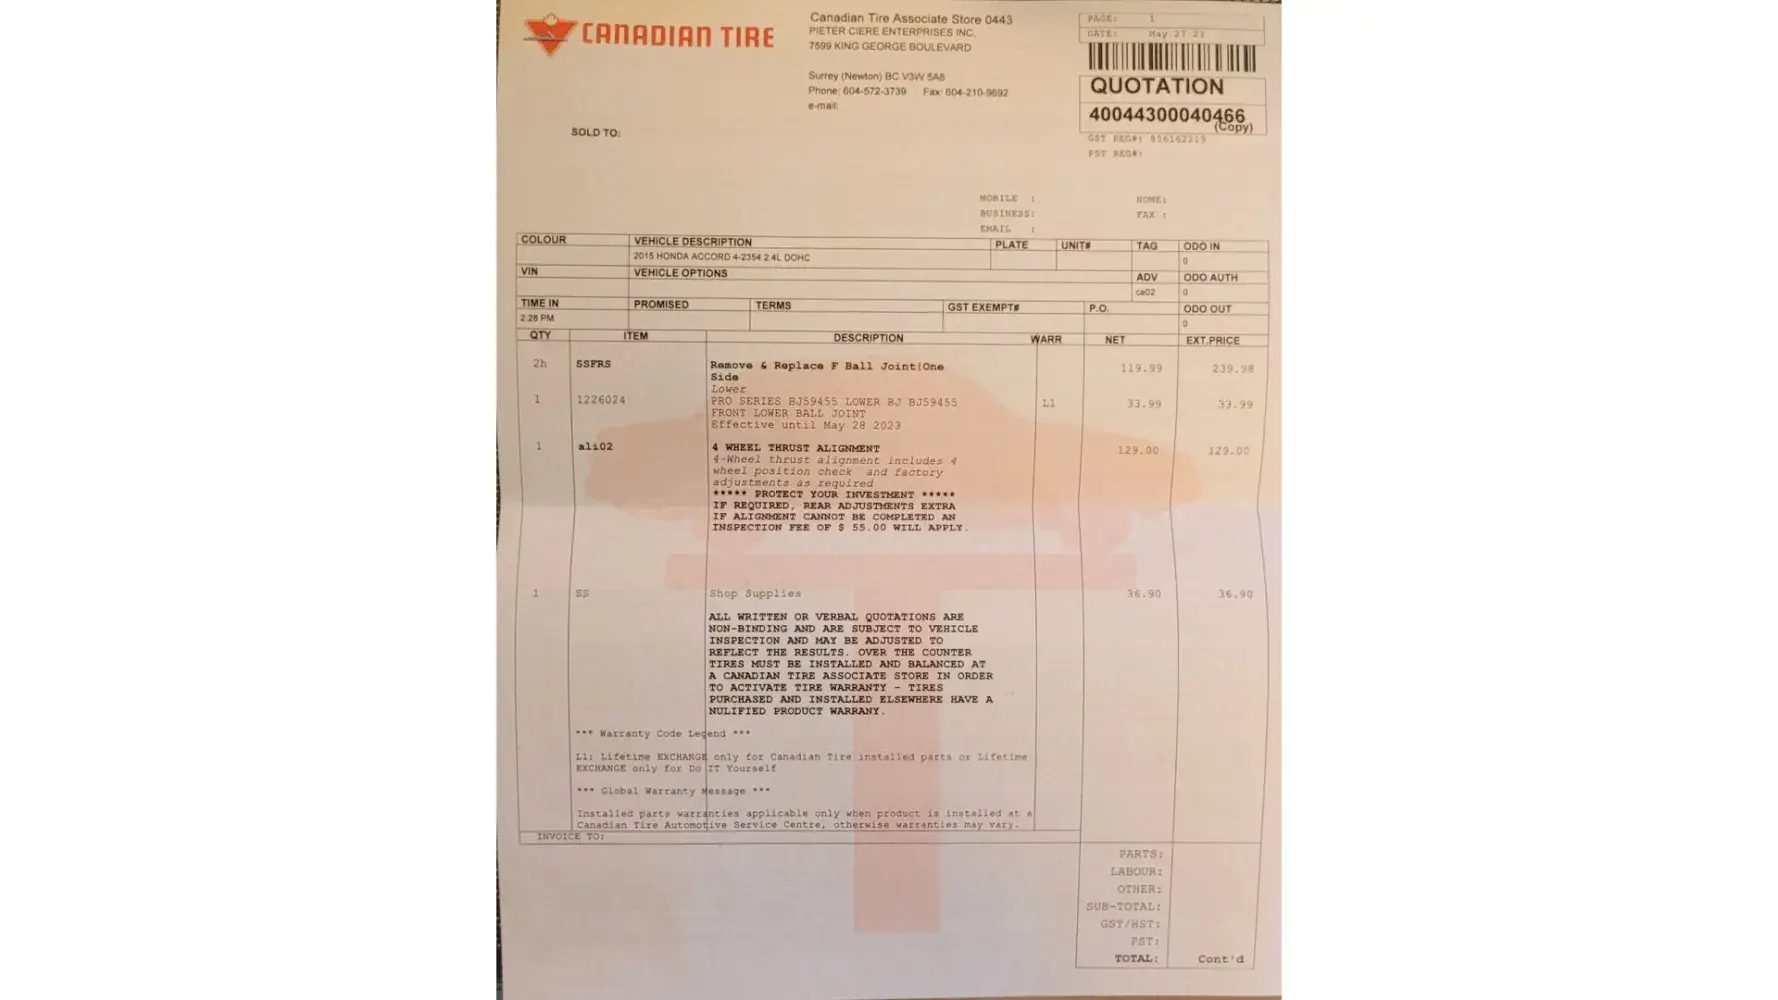 CANADIAN TIRE
Canadian Tire Associate Store 0443
PIETER CIERE ENTERPRISES INC.
7599 KING GEORGE BOULEVARD
Surrey (Newton) BC V3W 5A8
Phone: 604-572-3739 Fax: 604-210-9692
e-mail:
PAGE: 1
DATE: May 27 23
QUOTATION
40044300040466
(Copy)
GST REG#: 856162219
PST REG#:
SOLD TO:
MOBILE : HOME:
BUSINESS: FAX :
EMAIL :
COLOUR VEHICLE DESCRIPTION PLATE UNIT# TAG ODO IN
2015 HONDA ACCORD 4-2354 2.4L DOHC 0
VIN VEHICLE OPTIONS ADV ODO AUTH
ca02 0
TIME IN PROMISED TERMS GST EXEMPT# P.O. ODO OUT
2:28 PM 0
QTY ITEM DESCRIPTION WARR NET EXT.PRICE
2h SSFRS Remove & Replace F Ball Joint|One 119.99 239.98
Side
Lower
1 1226024 PRO SERIES BJ59455 LOWER BJ BJ59455 L1 33.99 33.99
FRONT LOWER BALL JOINT
Effective until May 28 2023
1 ali02 4 WHEEL THRUST ALIGNMENT 129.00 129.00
4-Wheel thrust alignment includes 4
wheel position check and factory
adjustments as required
***** PROTECT YOUR INVESTMENT *****
IF REQUIRED, REAR ADJUSTMENTS EXTRA
IF ALIGNMENT CANNOT BE COMPLETED AN
INSPECTION FEE OF $ 55.00 WILL APPLY.
1 SS Shop Supplies 36.90 36.90
ALL WRITTEN OR VERBAL QUOTATIONS ARE
NON-BINDING AND ARE SUBJECT TO VEHICLE
INSPECTION AND MAY BE ADJUSTED TO
REFLECT THE RESULTS. OVER THE COUNTER
TIRES MUST BE INSTALLED AND BALANCED AT
A CANADIAN TIRE ASSOCIATE STORE IN ORDER
TO ACTIVATE TIRE WARRANTY - TIRES
PURCHASED AND INSTALLED ELSEWHERE HAVE A
NULIFIED PRODUCT WARRANY.
*** Warranty Code Legend ***
L1: Lifetime EXCHANGE only for Canadian Tire installed parts or Lifetime
EXCHANGE only for Do IT Yourself
*** Global Warranty Message ***
Installed parts warranties applicable only when product is installed at a
Canadian Tire Automotive Service Centre, otherwise warranties may vary.
INVOICE TO:
PARTS:
LABOUR:
OTHER:
SUB-TOTAL:
GST/HST:
PST:
TOTAL: Cont'd